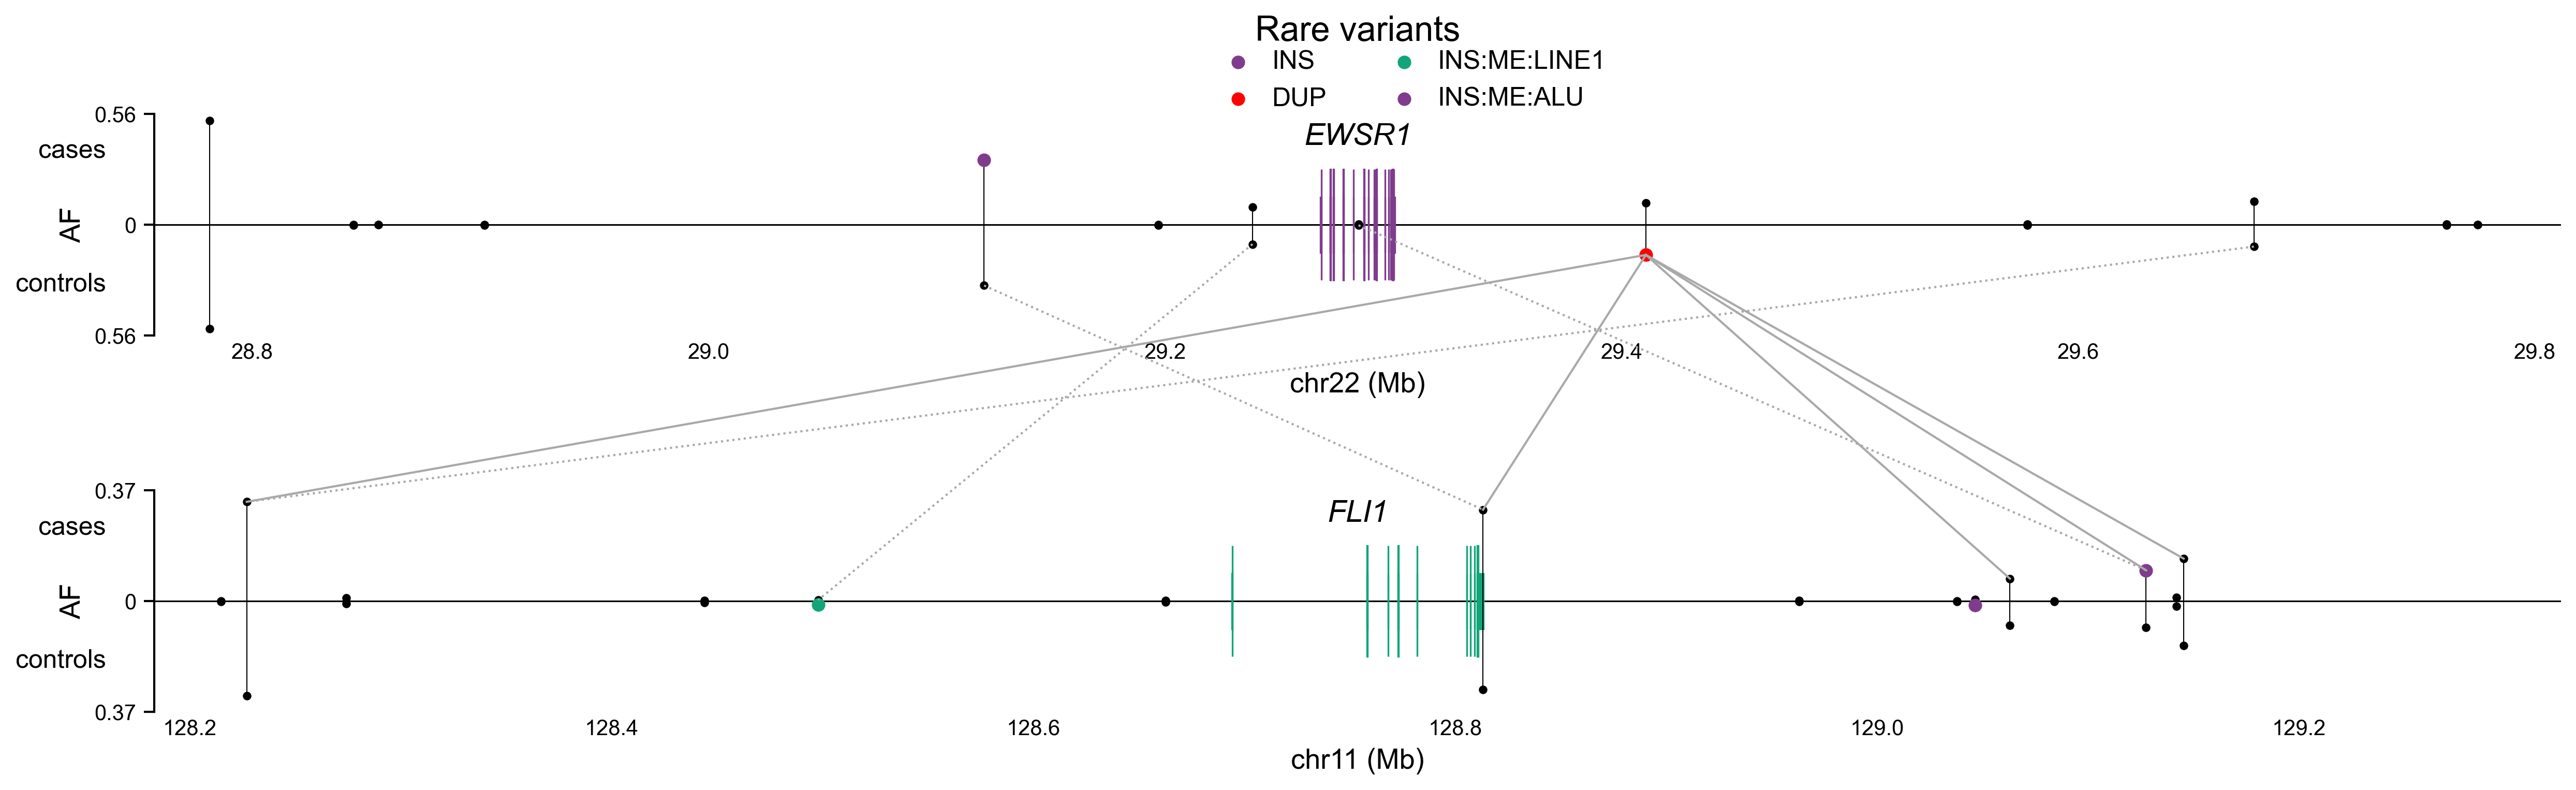 Rare variants
INS
INS:ME:LINE1
DUP
INS:ME:ALU
0.56
cases
EWSR1
AF
0
controls
0.56
28.8
29.0
29.2
29.4
29.6
29.8
chr22 (Mb)
0.37
cases
FLI1
AF
0
controls
0.37
128.2
128.4
128.6
128.8
129.0
129.2
chr11 (Mb)